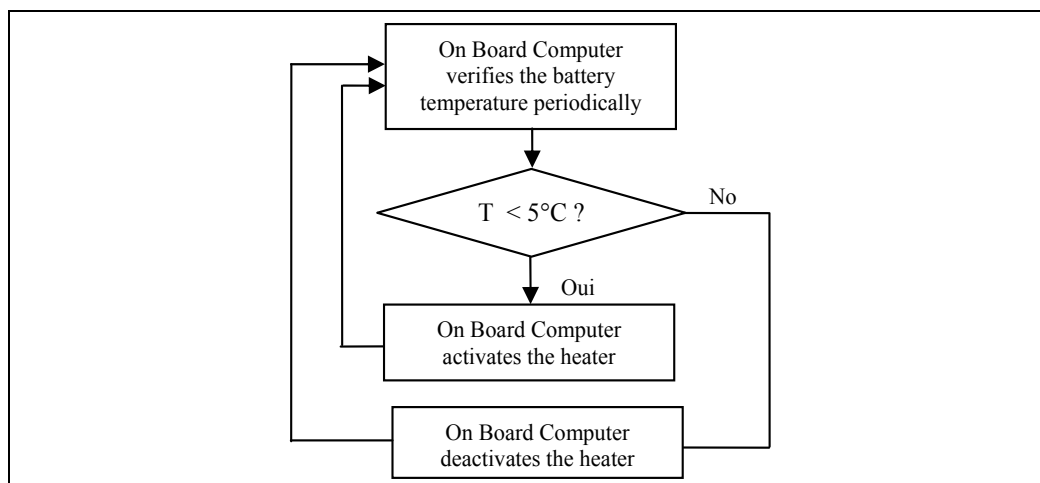 On Board Computer
verifies the battery
temperature periodically
T < 5°C ?
No
Oui
On Board Computer
activates the heater
On Board Computer
deactivates the heater